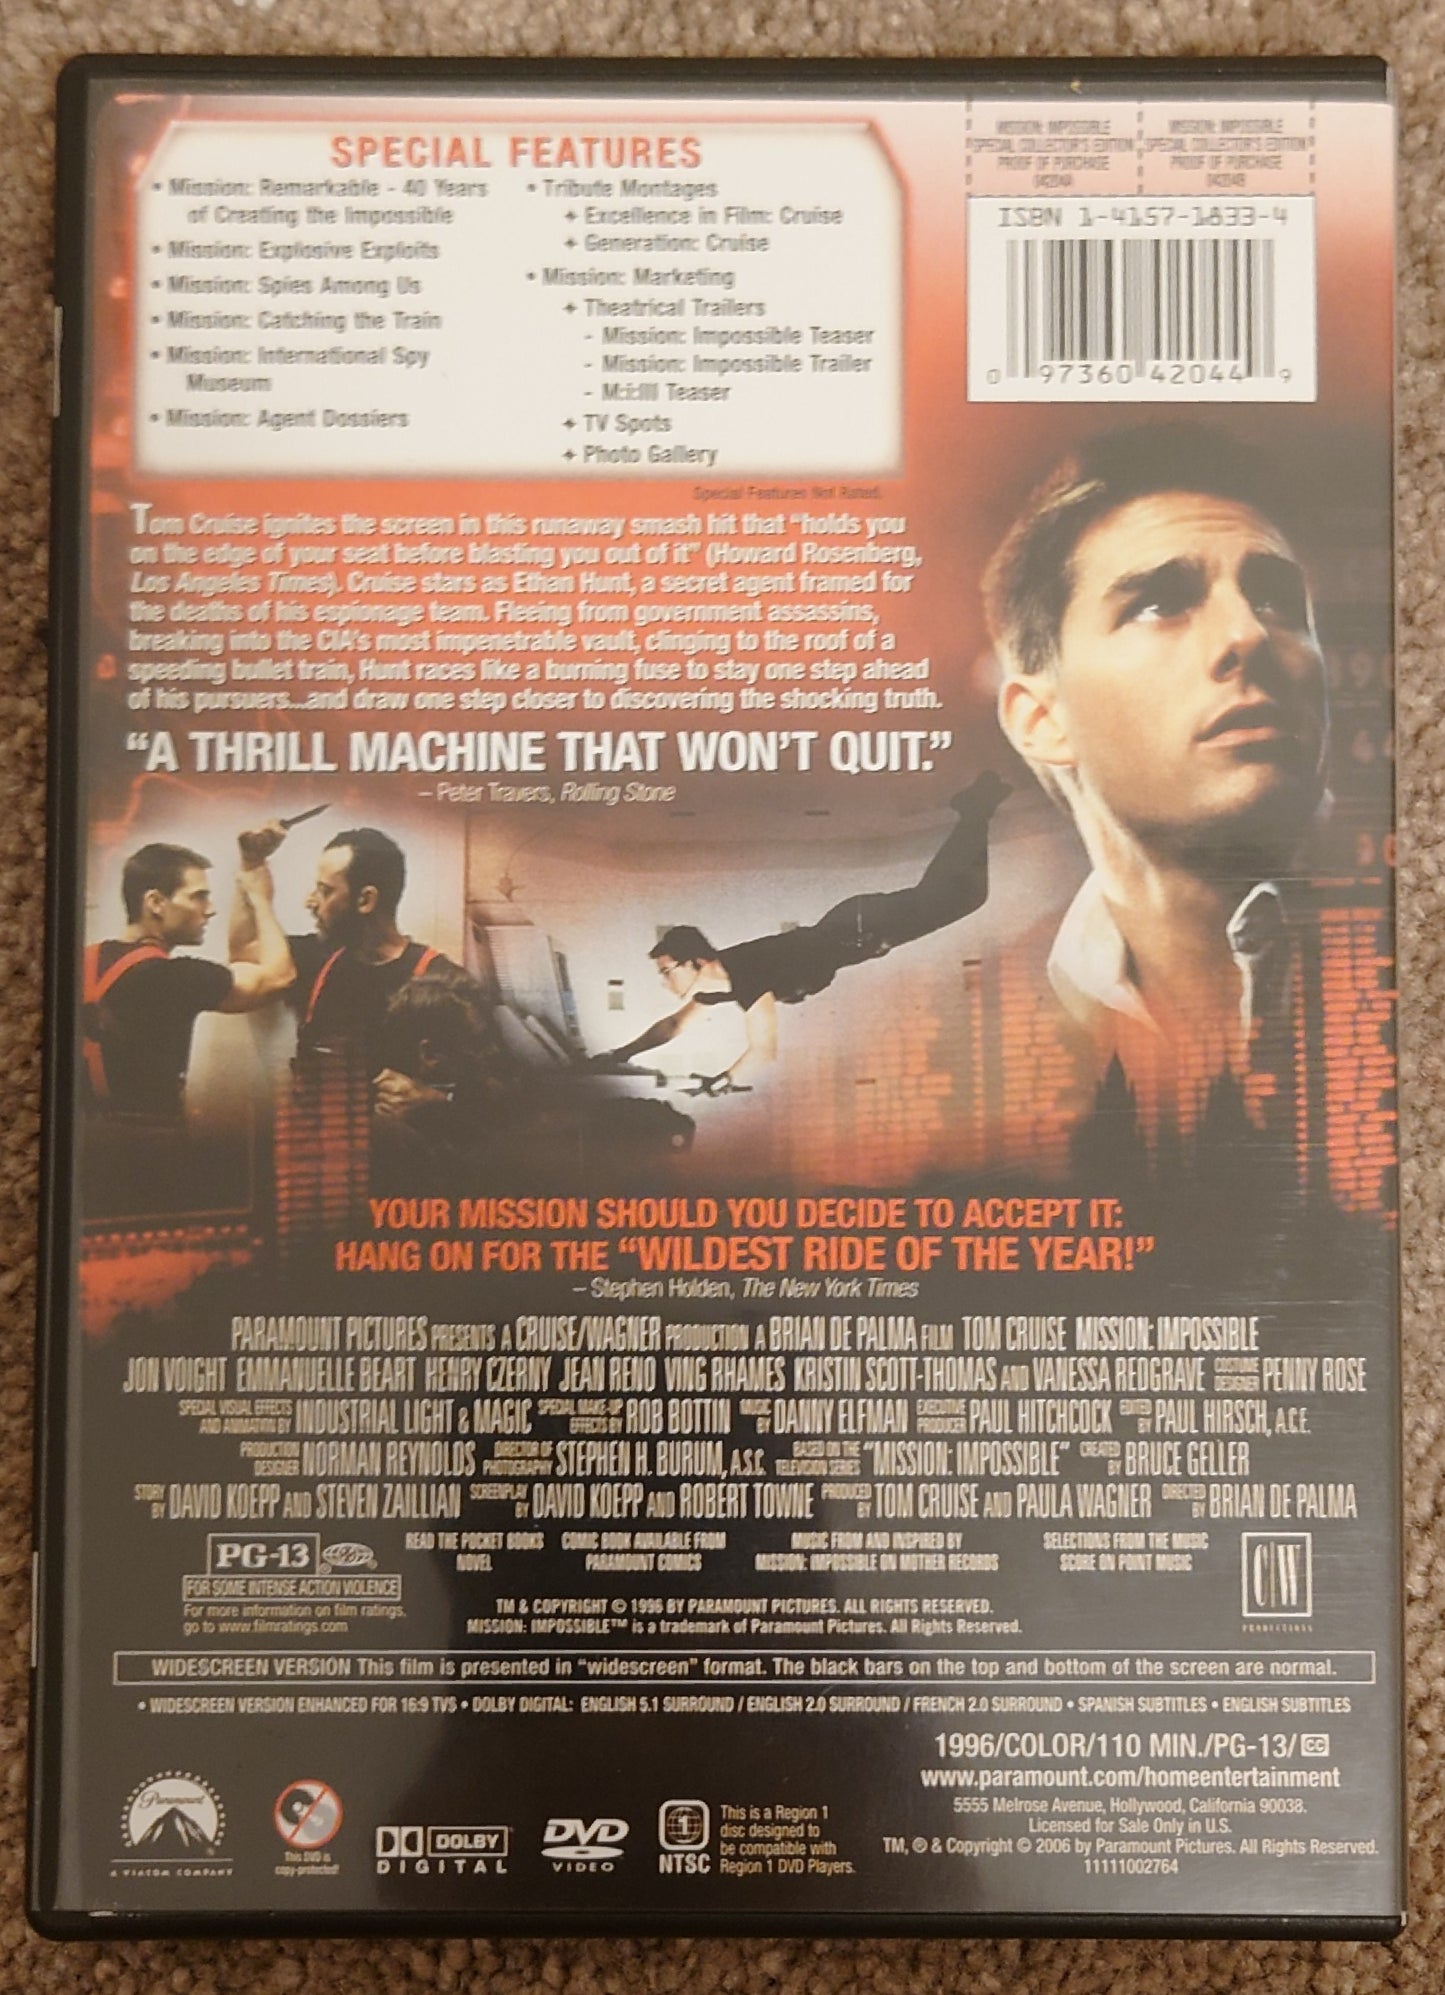 SPECIAL FEATURES
• Mission: Remarkable - 40 Years
of Creating the Impossible
• Mission: Explosive Exploits
• Mission: Spies Among Us
• Mission: Catching the Train
• Mission: International Spy
Museum
• Mission: Agent Dossiers
• Tribute Montages
+ Excellence in Film: Cruise
+ Generation: Cruise
• Mission: Marketing
+ Theatrical Trailers
- Mission: Impossible Teaser
- Mission: Impossible Trailer
- M:i:III Teaser
+ TV Spots
+ Photo Gallery
Special Features Not Rated.
MISSION: IMPOSSIBLE
SPECIAL COLLECTOR'S EDITION
PROOF OF PURCHASE
04204A
MISSION: IMPOSSIBLE
SPECIAL COLLECTOR'S EDITION
PROOF OF PURCHASE
04204B
ISBN 1-4157-1833-4
0 97360 42044 9
Tom Cruise ignites the screen in this runaway smash hit that "holds you
on the edge of your seat before blasting you out of it" (Howard Rosenberg,
Los Angeles Times). Cruise stars as Ethan Hunt, a secret agent framed for
the deaths of his espionage team. Fleeing from government assassins,
breaking into the CIA's most impenetrable vault, clinging to the roof of a
speeding bullet train, Hunt races like a burning fuse to stay one step ahead
of his pursuers...and draw one step closer to discovering the shocking truth.
"A THRILL MACHINE THAT WON'T QUIT."
– Peter Travers, Rolling Stone
YOUR MISSION SHOULD YOU DECIDE TO ACCEPT IT:
HANG ON FOR THE "WILDEST RIDE OF THE YEAR!"
– Stephen Holden, The New York Times
PARAMOUNT PICTURES PRESENTS A CRUISE/WAGNER PRODUCTION A BRIAN DE PALMA FILM TOM CRUISE MISSION: IMPOSSIBLE
JON VOIGHT EMMANUELLE BEART HENRY CZERNY JEAN RENO VING RHAMES KRISTIN SCOTT-THOMAS AND VANESSA REDGRAVE COSTUME DESIGNER PENNY ROSE
SPECIAL VISUAL EFFECTS AND ANIMATION BY INDUSTRIAL LIGHT & MAGIC SPECIAL MAKE-UP EFFECTS BY ROB BOTTIN MUSIC BY DANNY ELFMAN EXECUTIVE PRODUCER PAUL HITCHCOCK EDITED BY PAUL HIRSCH, A.C.E.
PRODUCTION DESIGNER NORMAN REYNOLDS DIRECTOR OF PHOTOGRAPHY STEPHEN H. BURUM, A.S.C. BASED ON THE TELEVISION SERIES "MISSION: IMPOSSIBLE" CREATED BY BRUCE GELLER
STORY BY DAVID KOEPP AND STEVEN ZAILLIAN SCREENPLAY BY DAVID KOEPP AND ROBERT TOWNE PRODUCED BY TOM CRUISE AND PAULA WAGNER DIRECTED BY BRIAN DE PALMA
PG-13
FOR SOME INTENSE ACTION VIOLENCE
For more information on film ratings,
go to www.filmratings.com
READ THE POCKET BOOKS
NOVEL
COMIC BOOK AVAILABLE FROM
PARAMOUNT COMICS
MUSIC FROM AND INSPIRED BY
MISSION: IMPOSSIBLE ON MOTHER RECORDS
SELECTIONS FROM THE MUSIC
SCORE ON POINT MUSIC
C/W
PRODUCTIONS
TM & COPYRIGHT © 1996 BY PARAMOUNT PICTURES. ALL RIGHTS RESERVED.
MISSION: IMPOSSIBLE™ is a trademark of Paramount Pictures. All Rights Reserved.
WIDESCREEN VERSION This film is presented in "widescreen" format. The black bars on the top and bottom of the screen are normal.
• WIDESCREEN VERSION ENHANCED FOR 16:9 TVS • DOLBY DIGITAL: ENGLISH 5.1 SURROUND / ENGLISH 2.0 SURROUND / FRENCH 2.0 SURROUND • SPANISH SUBTITLES • ENGLISH SUBTITLES
1996/COLOR/110 MIN./PG-13/CC
www.paramount.com/homeentertainment
5555 Melrose Avenue, Hollywood, California 90038.
Licensed for Sale Only in U.S.
TM, ® & Copyright © 2006 by Paramount Pictures. All Rights Reserved.
11111002764
Paramount
A VIACOM COMPANY
This DVD is
copy-protected!
DOLBY
DIGITAL
DVD
VIDEO
1
NTSC
This is a Region 1
disc designed to
be compatible with
Region 1 DVD Players.